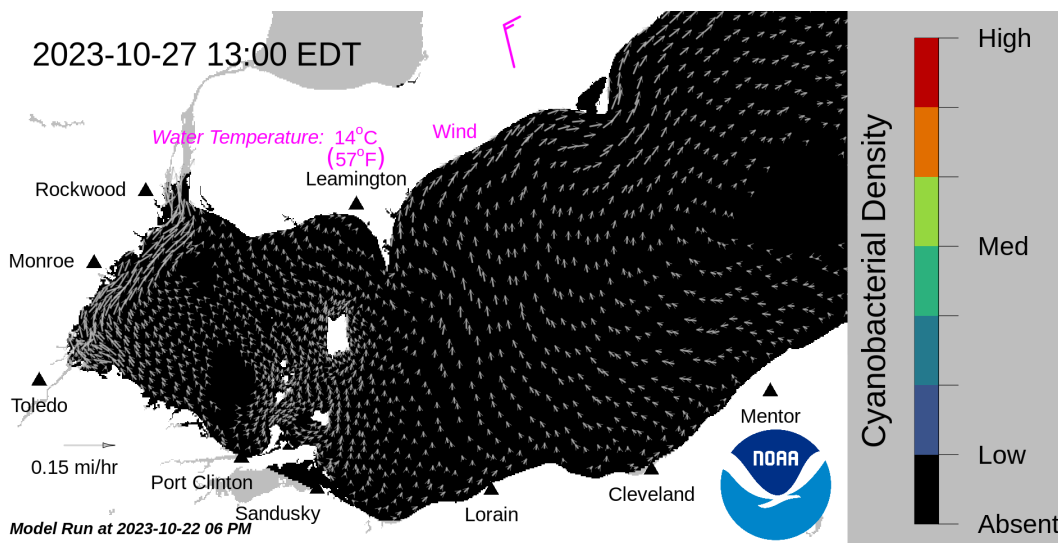 2023-10-27 13:00 EDT
High
Water Temperature: 14°C
(57°F)
Wind
Leamington
Rockwood
Monroe
Med
Cyanobacterial Density
Toledo
Mentor
0.15 mi/hr
NOAA
Low
Port Clinton
Cleveland
Sandusky
Lorain
Absent
Model Run at 2023-10-22 06 PM